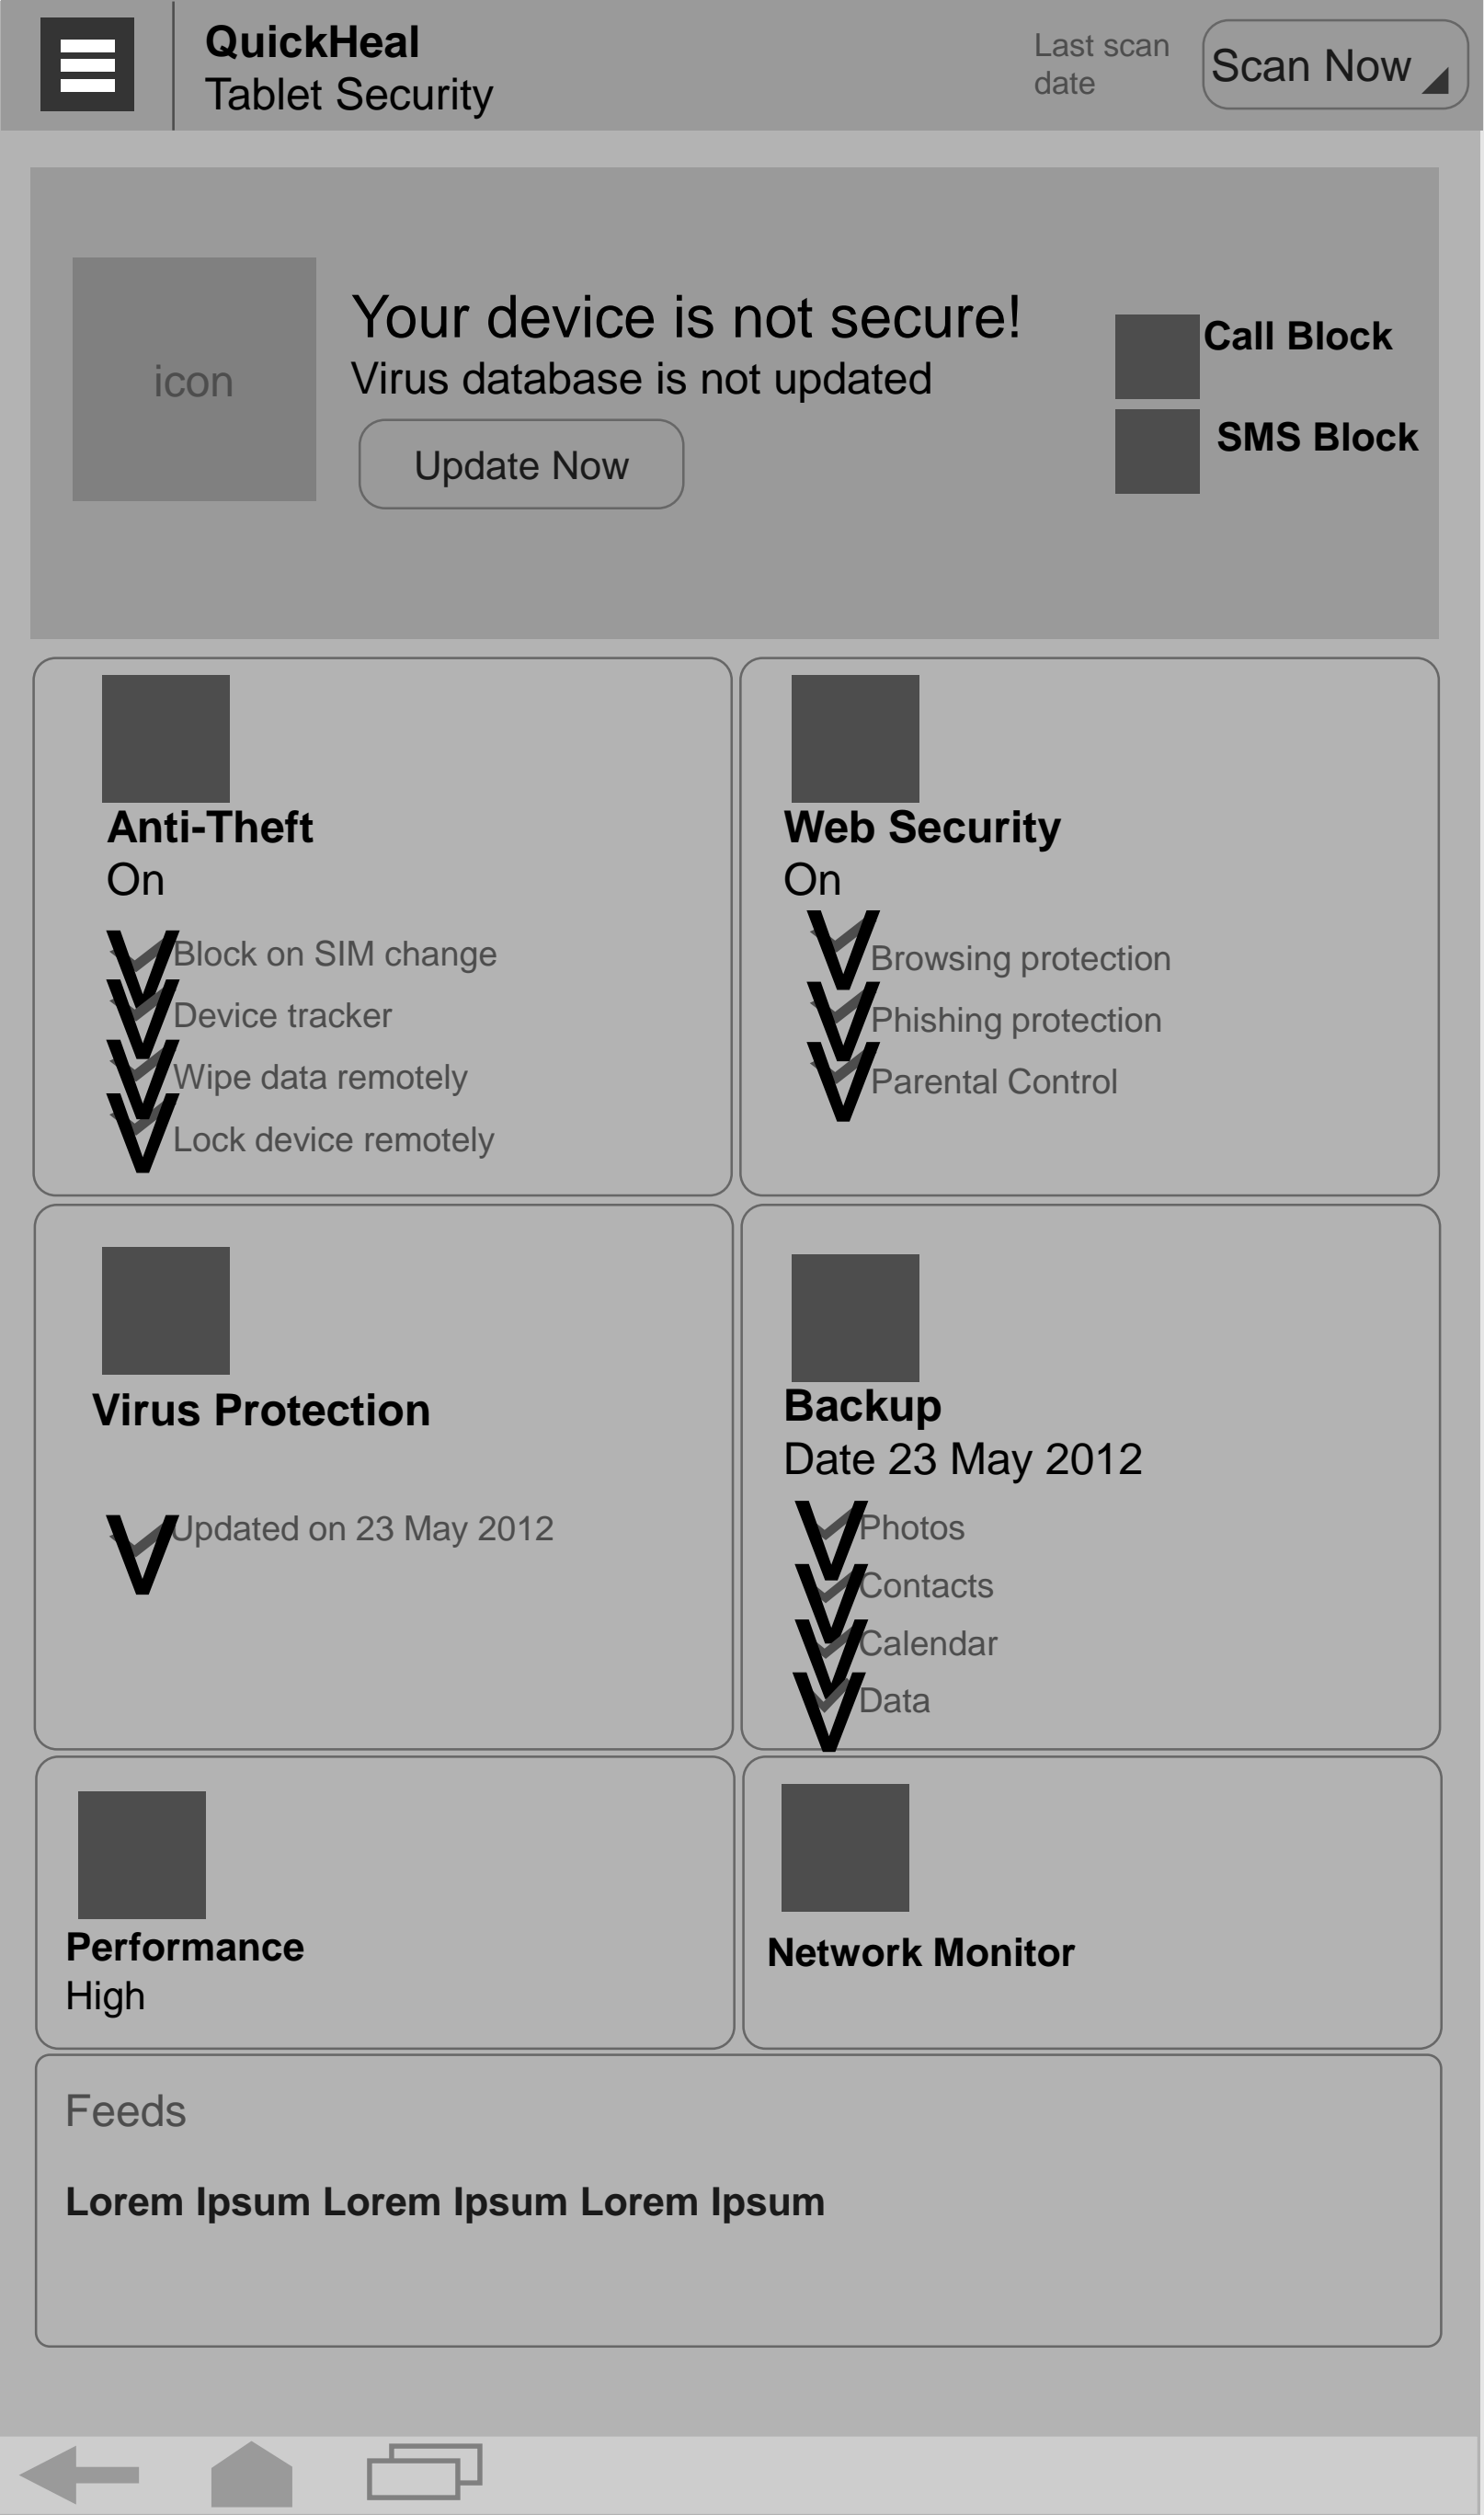 QuickHeal
Tablet Security
Last scan
date
Scan Now
icon
Your device is not secure!
Virus database is not updated
Update Now
Call Block
SMS Block
Anti-Theft
On
Block on SIM change
Device tracker
Wipe data remotely
Lock device remotely
Web Security
On
Browsing protection
Phishing protection
Parental Control
Virus Protection
Updated on 23 May 2012
Backup
Date 23 May 2012
Photos
Contacts
Calendar
Data
Performance
High
Network Monitor
Feeds
Lorem Ipsum Lorem Ipsum Lorem Ipsum